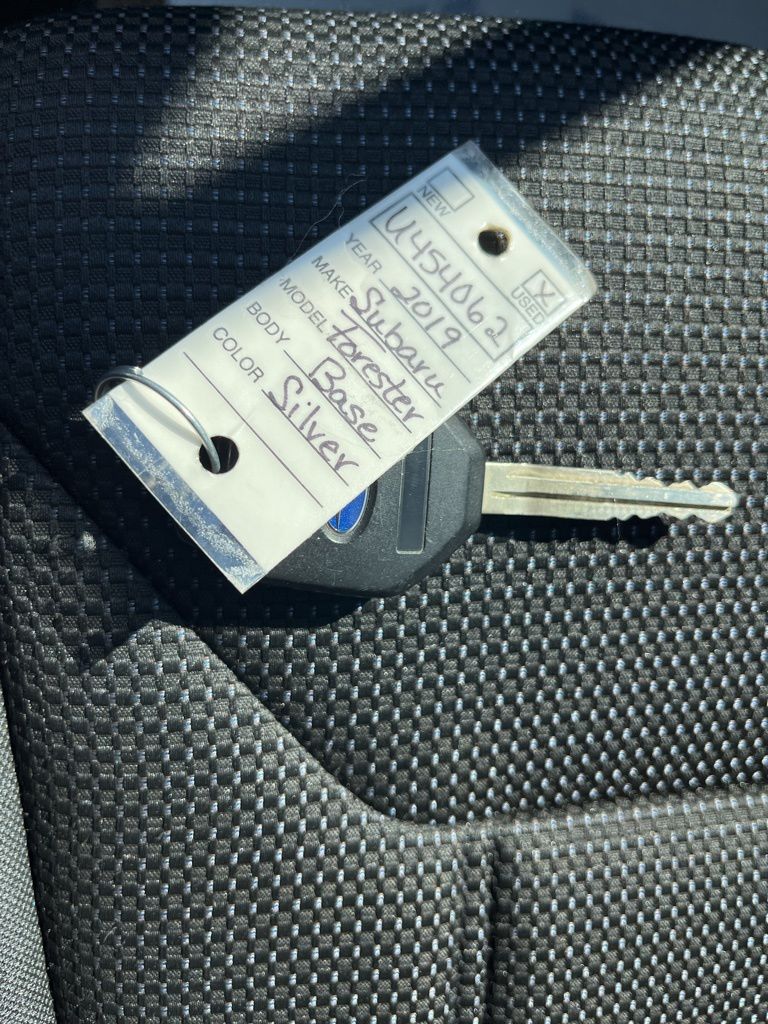 NEW X USED
U454062
YEAR 2019
MAKE Subaru
MODEL Forester
BODY Base
COLOR Silver